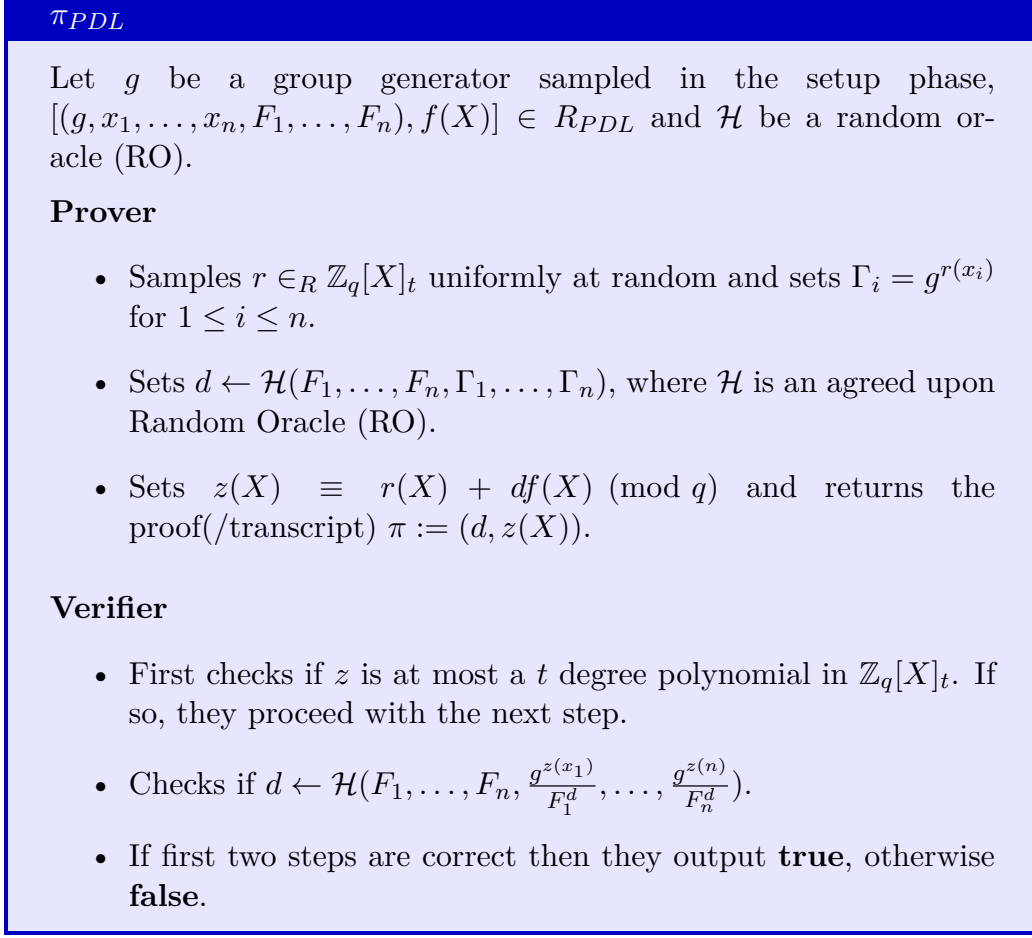 π_{PDL}
Let g be a group generator sampled in the setup phase,
[(g, x_1, . . . , x_n, F_1, . . . , F_n), f(X)] ∈ R_{PDL} and ℋ be a random or-
acle (RO).
Prover
• Samples r ∈_R ℤ_q[X]_t uniformly at random and sets Γ_i = g^{r(x_i)}
for 1 ≤ i ≤ n.
• Sets d ← ℋ(F_1, . . . , F_n, Γ_1, . . . , Γ_n), where ℋ is an agreed upon
Random Oracle (RO).
• Sets z(X) ≡ r(X) + df(X) (mod q) and returns the
proof(/transcript) π := (d, z(X)).
Verifier
• First checks if z is at most a t degree polynomial in ℤ_q[X]_t. If
so, they proceed with the next step.
• Checks if d ← ℋ(F_1, . . . , F_n, \frac{g^{z(x_1)}}{F_1^d}, . . . , \frac{g^{z(n)}}{F_n^d}).
• If first two steps are correct then they output true, otherwise
false.